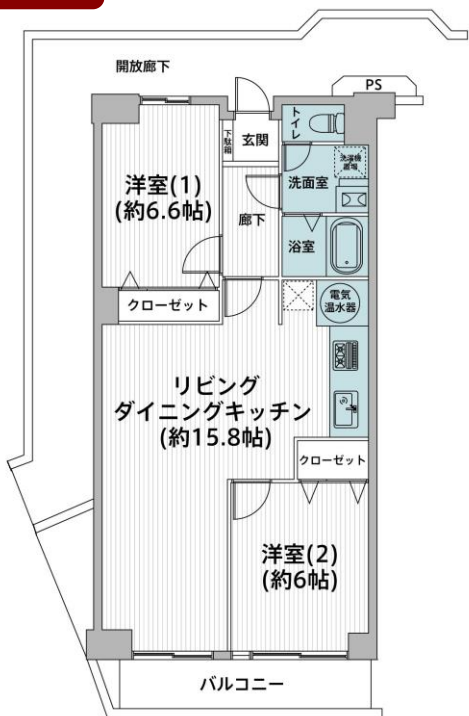 開放廊下
PS
トイレ
下駄箱
玄関
洗濯機
置場
洋室(1)
(約6.6帖)
洗面室
廊下
浴室
クローゼット
電気
温水器
リビング
ダイニングキッチン
(約15.8帖)
クローゼット
洋室(2)
(約6帖)
バルコニー